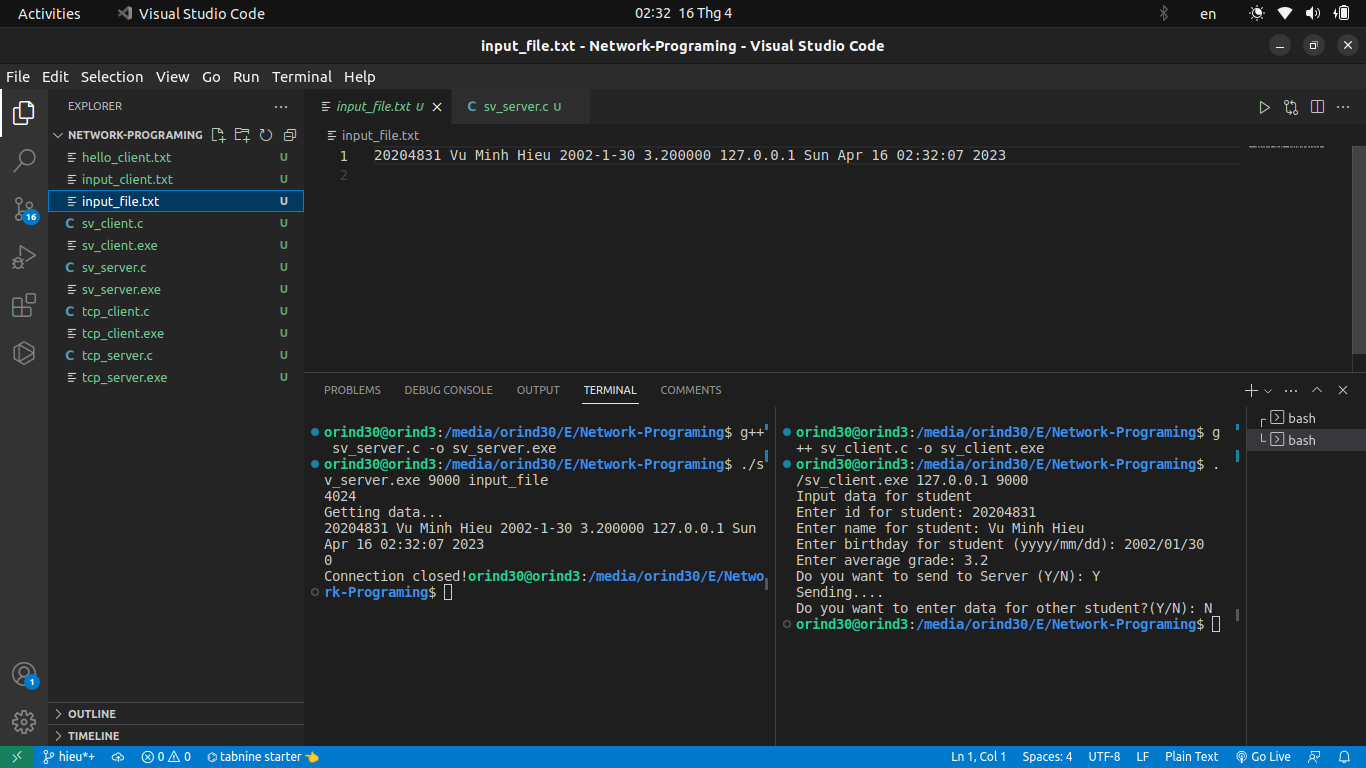 Activities Visual Studio Code 02:32 16 Thg 4 en
input_file.txt - Network-Programing - Visual Studio Code
File Edit Selection View Go Run Terminal Help
EXPLORER
NETWORK-PROGRAMING
hello_client.txt U
input_client.txt U
input_file.txt U
C sv_client.c U
sv_client.exe U
C sv_server.c U
sv_server.exe U
C tcp_client.c U
tcp_client.exe U
C tcp_server.c U
tcp_server.exe U
OUTLINE
TIMELINE
16
1
input_file.txt U C sv_server.c U
input_file.txt
1 20204831 Vu Minh Hieu 2002-1-30 3.200000 127.0.0.1 Sun Apr 16 02:32:07 2023
2
PROBLEMS DEBUG CONSOLE OUTPUT TERMINAL COMMENTS
orind30@orind3:/media/orind30/E/Network-Programing$ g++
sv_server.c -o sv_server.exe
orind30@orind3:/media/orind30/E/Network-Programing$ ./s
v_server.exe 9000 input_file
4024
Getting data...
20204831 Vu Minh Hieu 2002-1-30 3.200000 127.0.0.1 Sun
Apr 16 02:32:07 2023
0
Connection closed!orind30@orind3:/media/orind30/E/Netwo
rk-Programing$
orind30@orind3:/media/orind30/E/Network-Programing$ g
++ sv_client.c -o sv_client.exe
orind30@orind3:/media/orind30/E/Network-Programing$ .
/sv_client.exe 127.0.0.1 9000
Input data for student
Enter id for student: 20204831
Enter name for student: Vu Minh Hieu
Enter birthday for student (yyyy/mm/dd): 2002/01/30
Enter average grade: 3.2
Do you want to send to Server (Y/N): Y
Sending....
Do you want to enter data for other student?(Y/N): N
orind30@orind3:/media/orind30/E/Network-Programing$
bash
bash
hieu*+ 0 0 tabnine starter Ln 1, Col 1 Spaces: 4 UTF-8 LF Plain Text Go Live